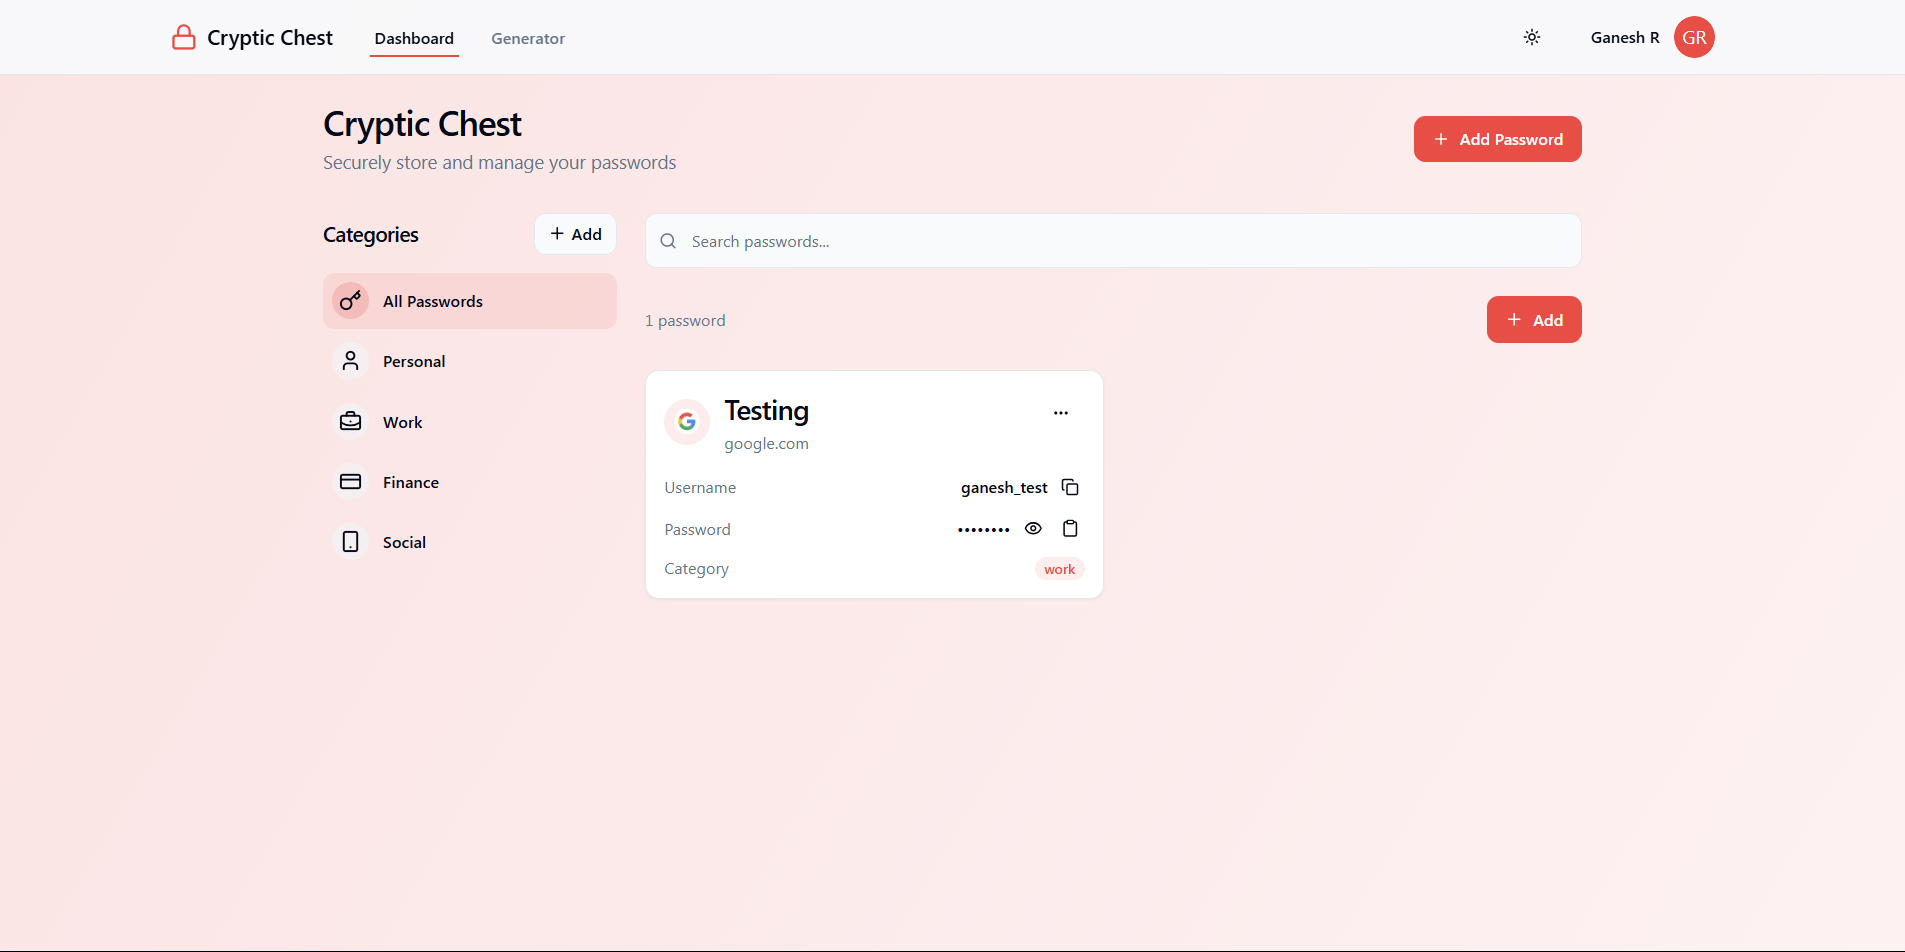 Cryptic Chest
Dashboard
Generator
Ganesh R
GR
Cryptic Chest
Securely store and manage your passwords
+ Add Password
Categories
+ Add
Search passwords...
All Passwords
1 password
+ Add
Personal
Work
Finance
Social
Testing
...
google.com
Username
ganesh_test
Password
••••••••
Category
work